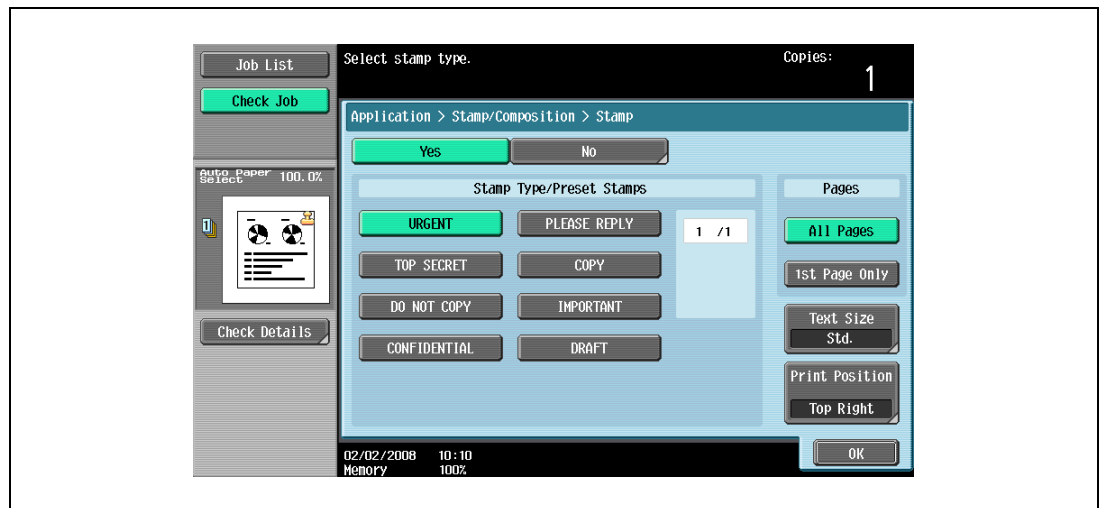 Job List
Check Job
Select stamp type.
Copies:
1
Application > Stamp/Composition > Stamp
Yes
No
Auto Paper
Select
100.0%
1
Stamp Type/Preset Stamps
Pages
URGENT
PLEASE REPLY
1 /1
All Pages
TOP SECRET
COPY
1st Page Only
DO NOT COPY
IMPORTANT
Text Size
Std.
Check Details
CONFIDENTIAL
DRAFT
Print Position
Top Right
02/02/2008 10:10
Memory 100%
OK